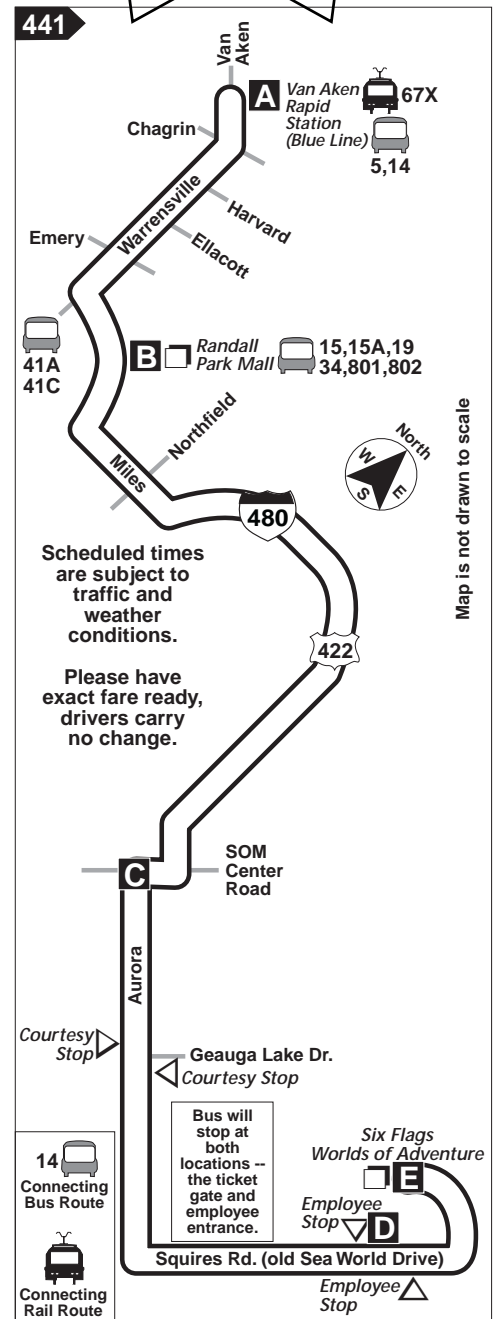 441
Van
Aken
A
Van Aken
Rapid
Station
(Blue Line)
67X
5,14
Chagrin
Warrensville
Harvard
Emery
Ellacott
41A
41C
B
Randall
Park Mall
15,15A,19
34,801,802
Northfield
Miles
North
W
E
S
480
Map is not drawn to scale
Scheduled times
are subject to
traffic and
weather
conditions.
Please have
exact fare ready,
drivers carry
no change.
422
SOM
Center
Road
C
Aurora
Courtesy
Stop
Geauga Lake Dr.
Courtesy Stop
Bus will
stop at
both
locations --
the ticket
gate and
employee
entrance.
Six Flags
Worlds of Adventure
E
Employee
Stop
D
Squires Rd. (old Sea World Drive)
Employee
Stop
14
Connecting
Bus Route
Connecting
Rail Route